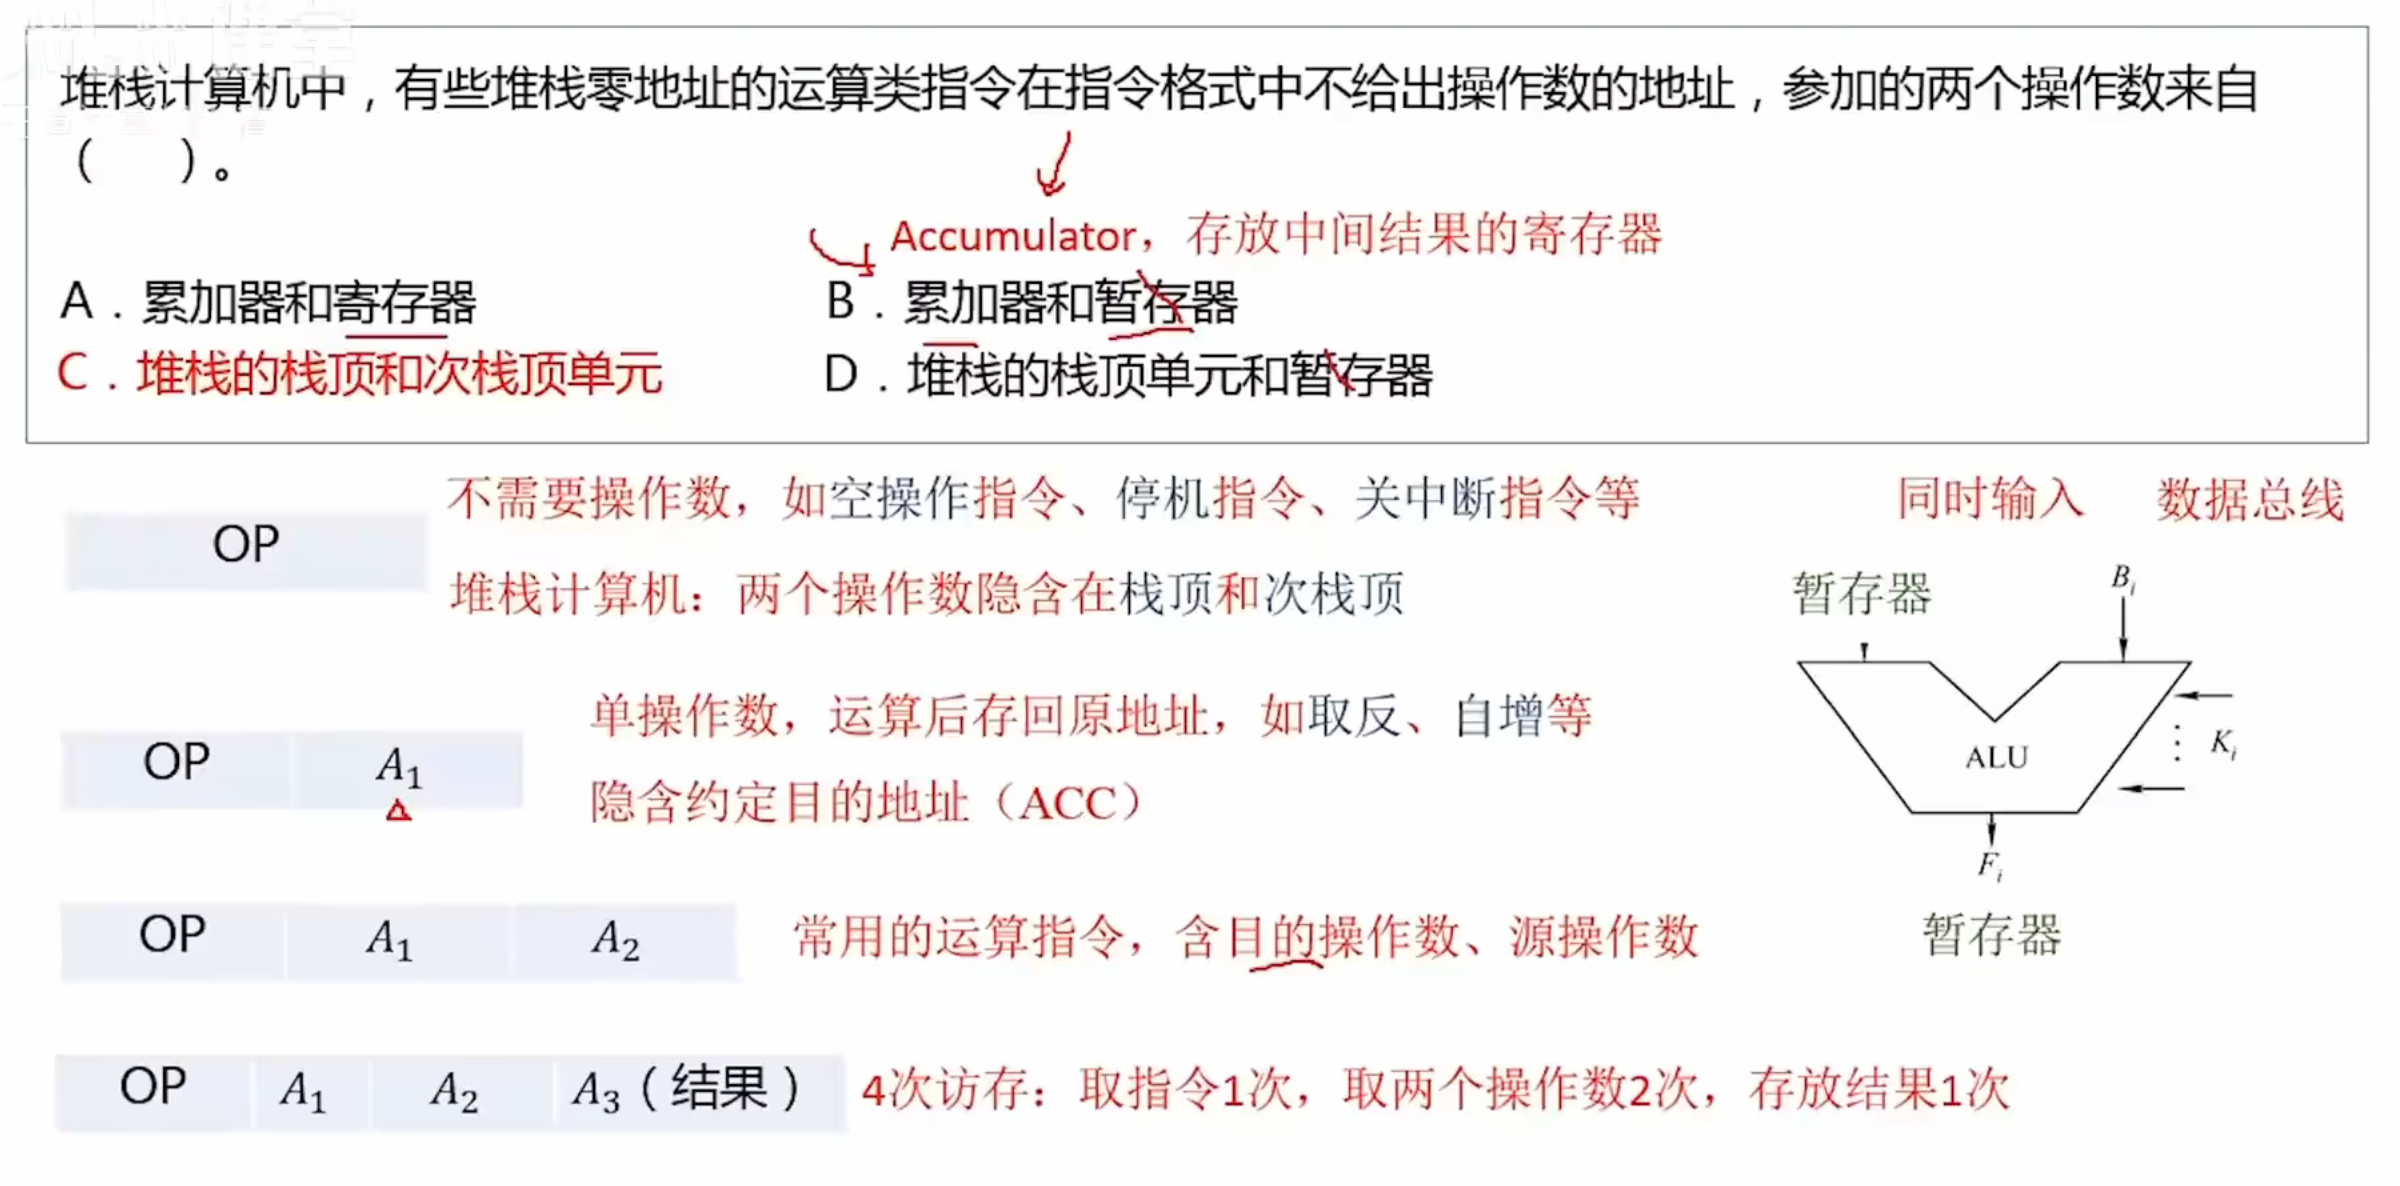 堆栈计算机中，有些堆栈零地址的运算类指令在指令格式中不给出操作数的地址，参加的两个操作数来自
（ ）。
Accumulator，存放中间结果的寄存器
A．累加器和寄存器
B．累加器和暂存器
C．堆栈的栈顶和次栈顶单元
D．堆栈的栈顶单元和暂存器
不需要操作数，如空操作指令、停机指令、关中断指令等
OP
堆栈计算机：两个操作数隐含在栈顶和次栈顶
同时输入 数据总线
暂存器
Bi
ALU
Ki
Fi
暂存器
单操作数，运算后存回原地址，如取反、自增等
OP A1
隐含约定目的地址（ACC）
OP A1 A2
常用的运算指令，含目的操作数、源操作数
OP A1 A2 A3（结果）
4次访存：取指令1次，取两个操作数2次，存放结果1次